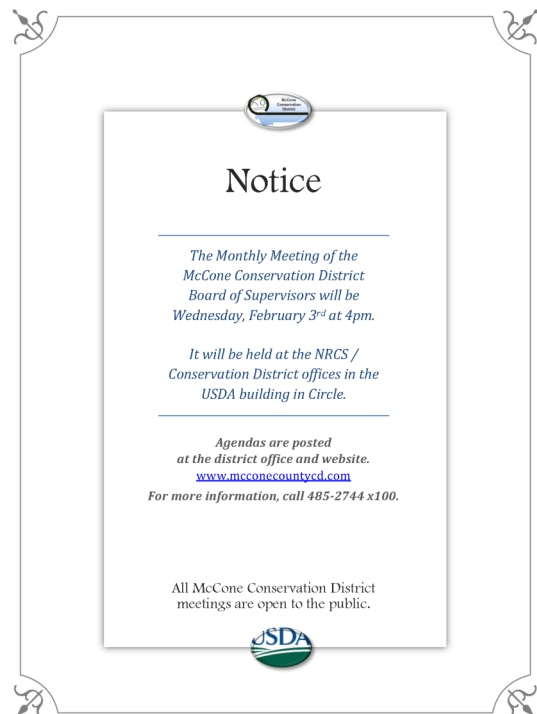 McCone
Conservation
District
Notice
The Monthly Meeting of the
McCone Conservation District
Board of Supervisors will be
Wednesday, February 3rd at 4pm.
It will be held at the NRCS /
Conservation District offices in the
USDA building in Circle.
Agendas are posted
at the district office and website.
www.mcconecountycd.com
For more information, call 485-2744 x100.
All McCone Conservation District
meetings are open to the public.
USDA